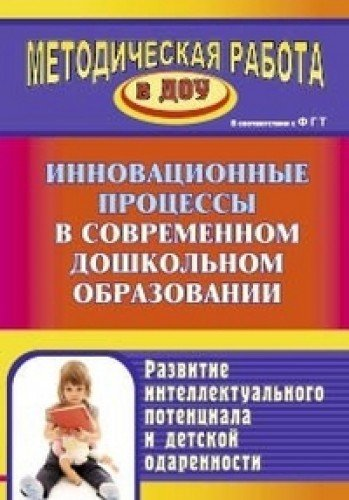 МЕТОДИЧЕСКАЯ РАБОТА
В ДОУ
В соответствии с ФГТ
ИННОВАЦИОННЫЕ
ПРОЦЕССЫ
В СОВРЕМЕННОМ
ДОШКОЛЬНОМ
ОБРАЗОВАНИИ
Развитие
интеллектуального
потенциала
и детской
одаренности